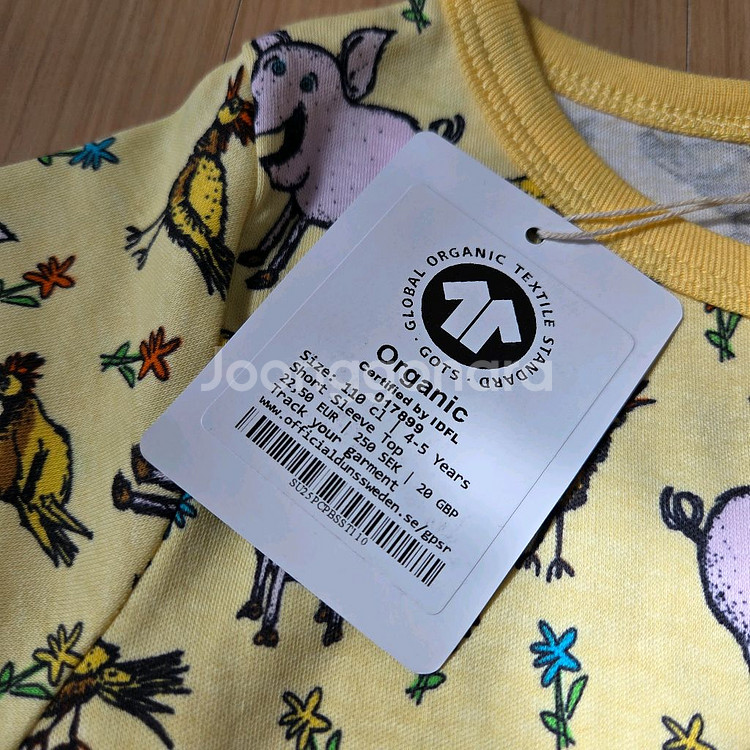 GLOBAL ORGANIC TEXTILE STANDARD · GOTS ·
Organic
Certified by IDFL
017899
Size: 110 cl | 4-5 Years
Short Sleeve Top
22,50 EUR | 250 SEK | 20 GBP
Track your garment
www.officialdunssweden.se/gpsr
SU25PCPBSST110
Joonggonara